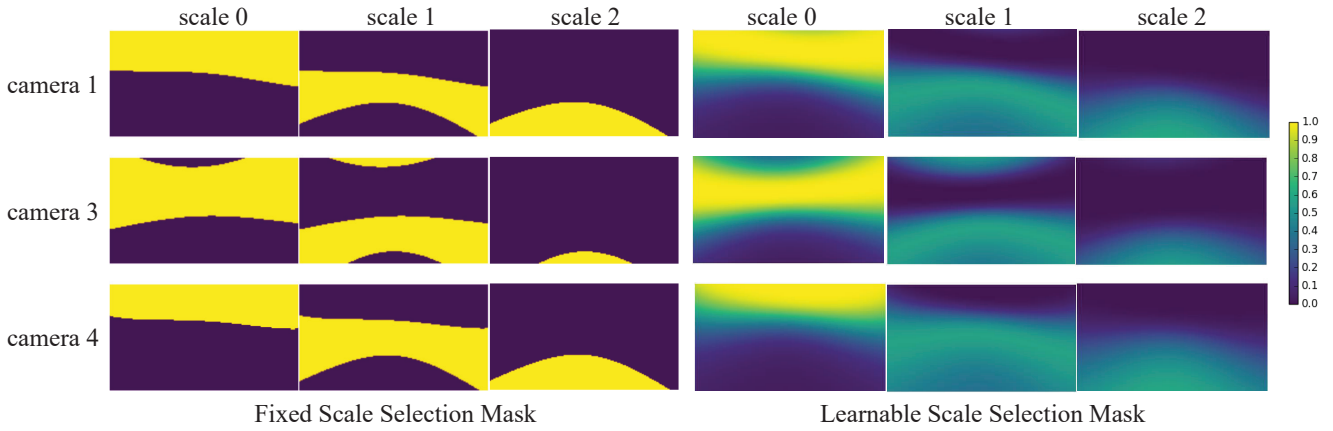 scale 0 scale 1 scale 2 scale 0 scale 1 scale 2
camera 1
camera 3
camera 4
1.0
0.9
0.8
0.7
0.6
0.5
0.4
0.3
0.2
0.1
0.0
Fixed Scale Selection Mask Learnable Scale Selection Mask